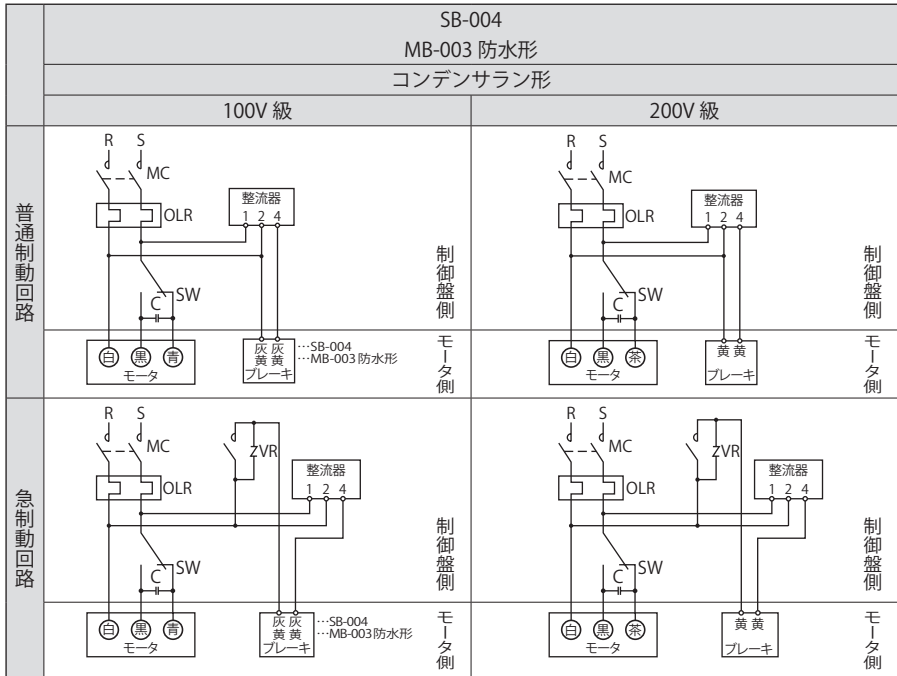 SB-004
MB-003 防水形
コンデンサラン形
100V 級
200V 級
普通制動回路
R S
MC
OLR
整流器
1 2 4
SW
C
制御盤側
白 黒 青
モータ
灰 灰 …SB-004
黄 黄 …MB-003 防水形
ブレーキ
モータ側
R S
MC
OLR
整流器
1 2 4
SW
C
制御盤側
白 黒 茶
モータ
黄 黄
ブレーキ
モータ側
急制動回路
R S
MC
VR
OLR
整流器
1 2 4
SW
C
制御盤側
白 黒 青
モータ
灰 灰 …SB-004
黄 黄 …MB-003 防水形
ブレーキ
モータ側
R S
MC
VR
OLR
整流器
1 2 4
SW
C
制御盤側
白 黒 茶
モータ
黄 黄
ブレーキ
モータ側